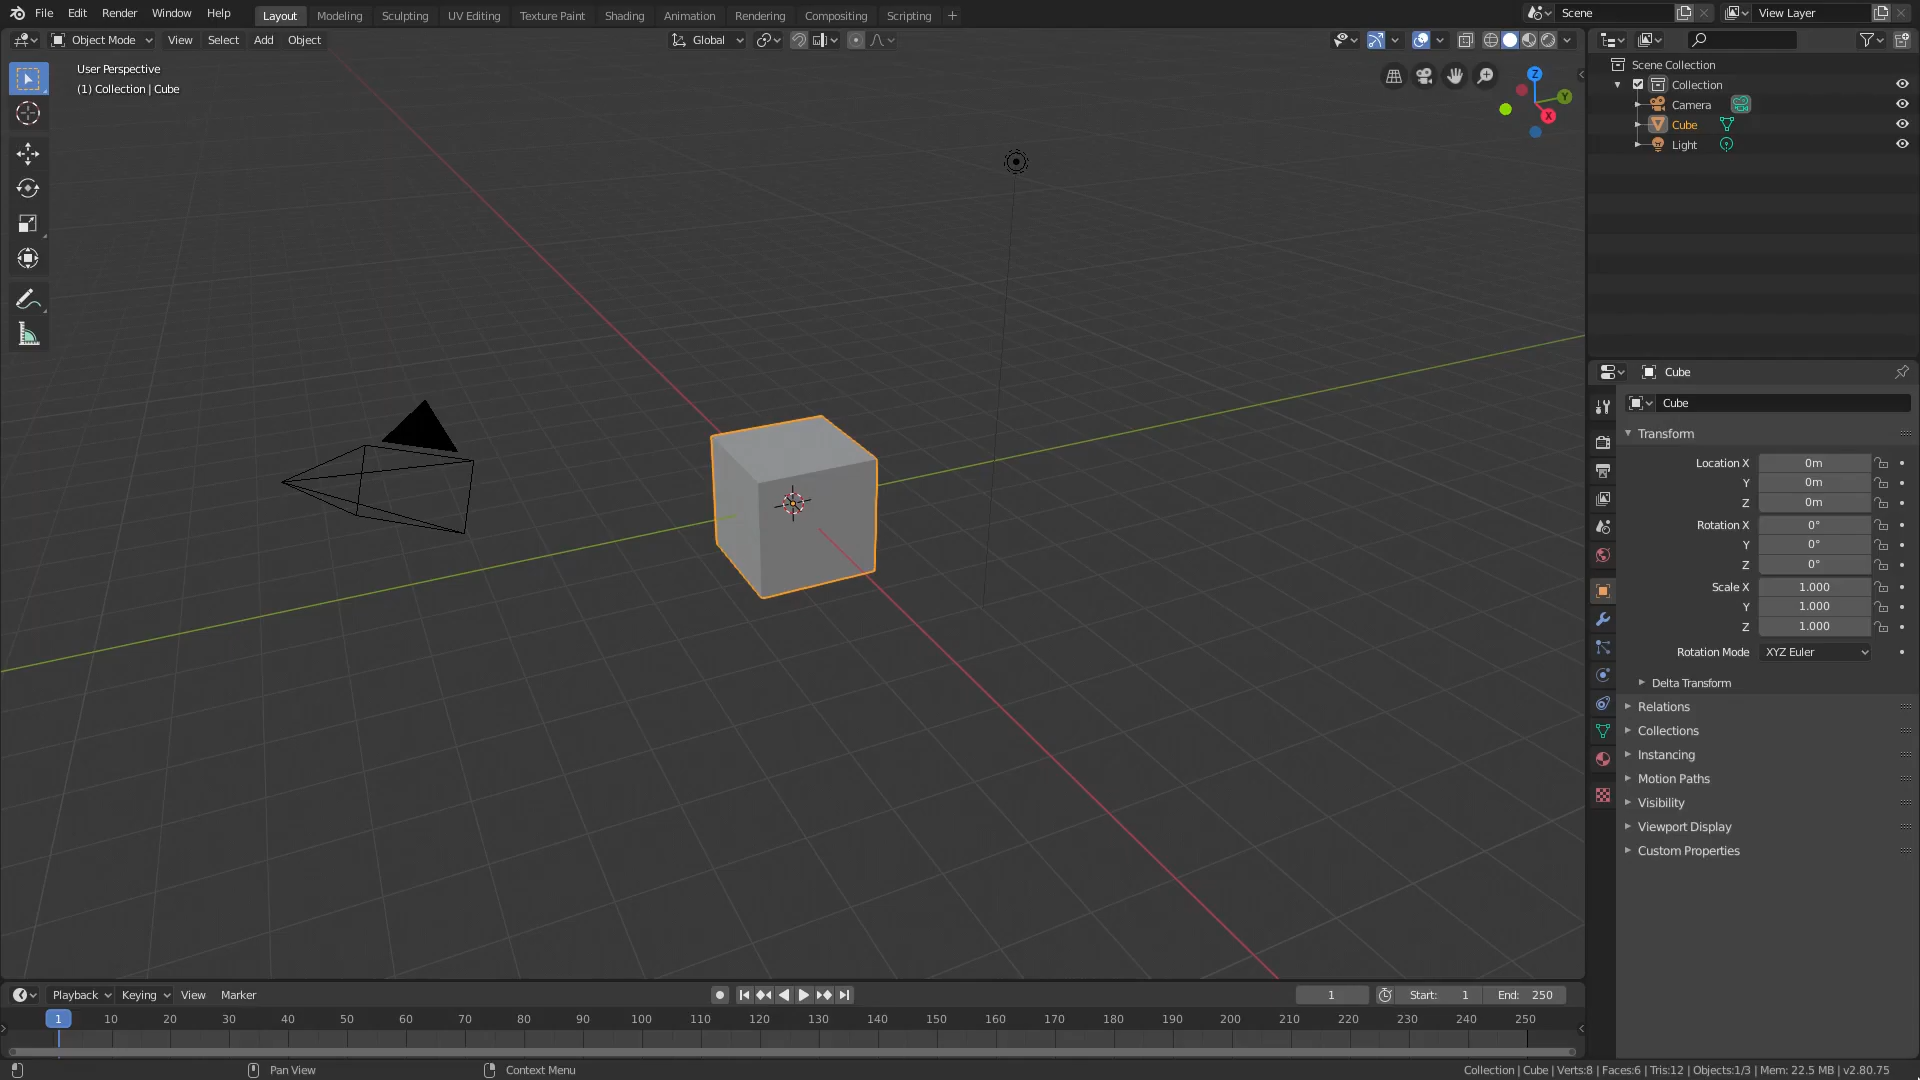 File Edit Render Window Help Layout Modeling Sculpting UV Editing Texture Paint Shading Animation Rendering Compositing Scripting + Scene View Layer
Object Mode View Select Add Object Global
User Perspective
(1) Collection | Cube
Z
Y
X
Scene Collection
Collection
Camera
Cube
Light
Cube
Cube
Transform
Location X 0m
Y 0m
Z 0m
Rotation X 0°
Y 0°
Z 0°
Scale X 1.000
Y 1.000
Z 1.000
Rotation Mode XYZ Euler
Delta Transform
Relations
Collections
Instancing
Motion Paths
Visibility
Viewport Display
Custom Properties
Playback Keying View Marker 1 Start: 1 End: 250
1 10 20 30 40 50 60 70 80 90 100 110 120 130 140 150 160 170 180 190 200 210 220 230 240 250
Pan View Context Menu Collection | Cube | Verts:8 | Faces:6 | Tris:12 | Objects:1/3 | Mem: 22.5 MB | v2.80.75